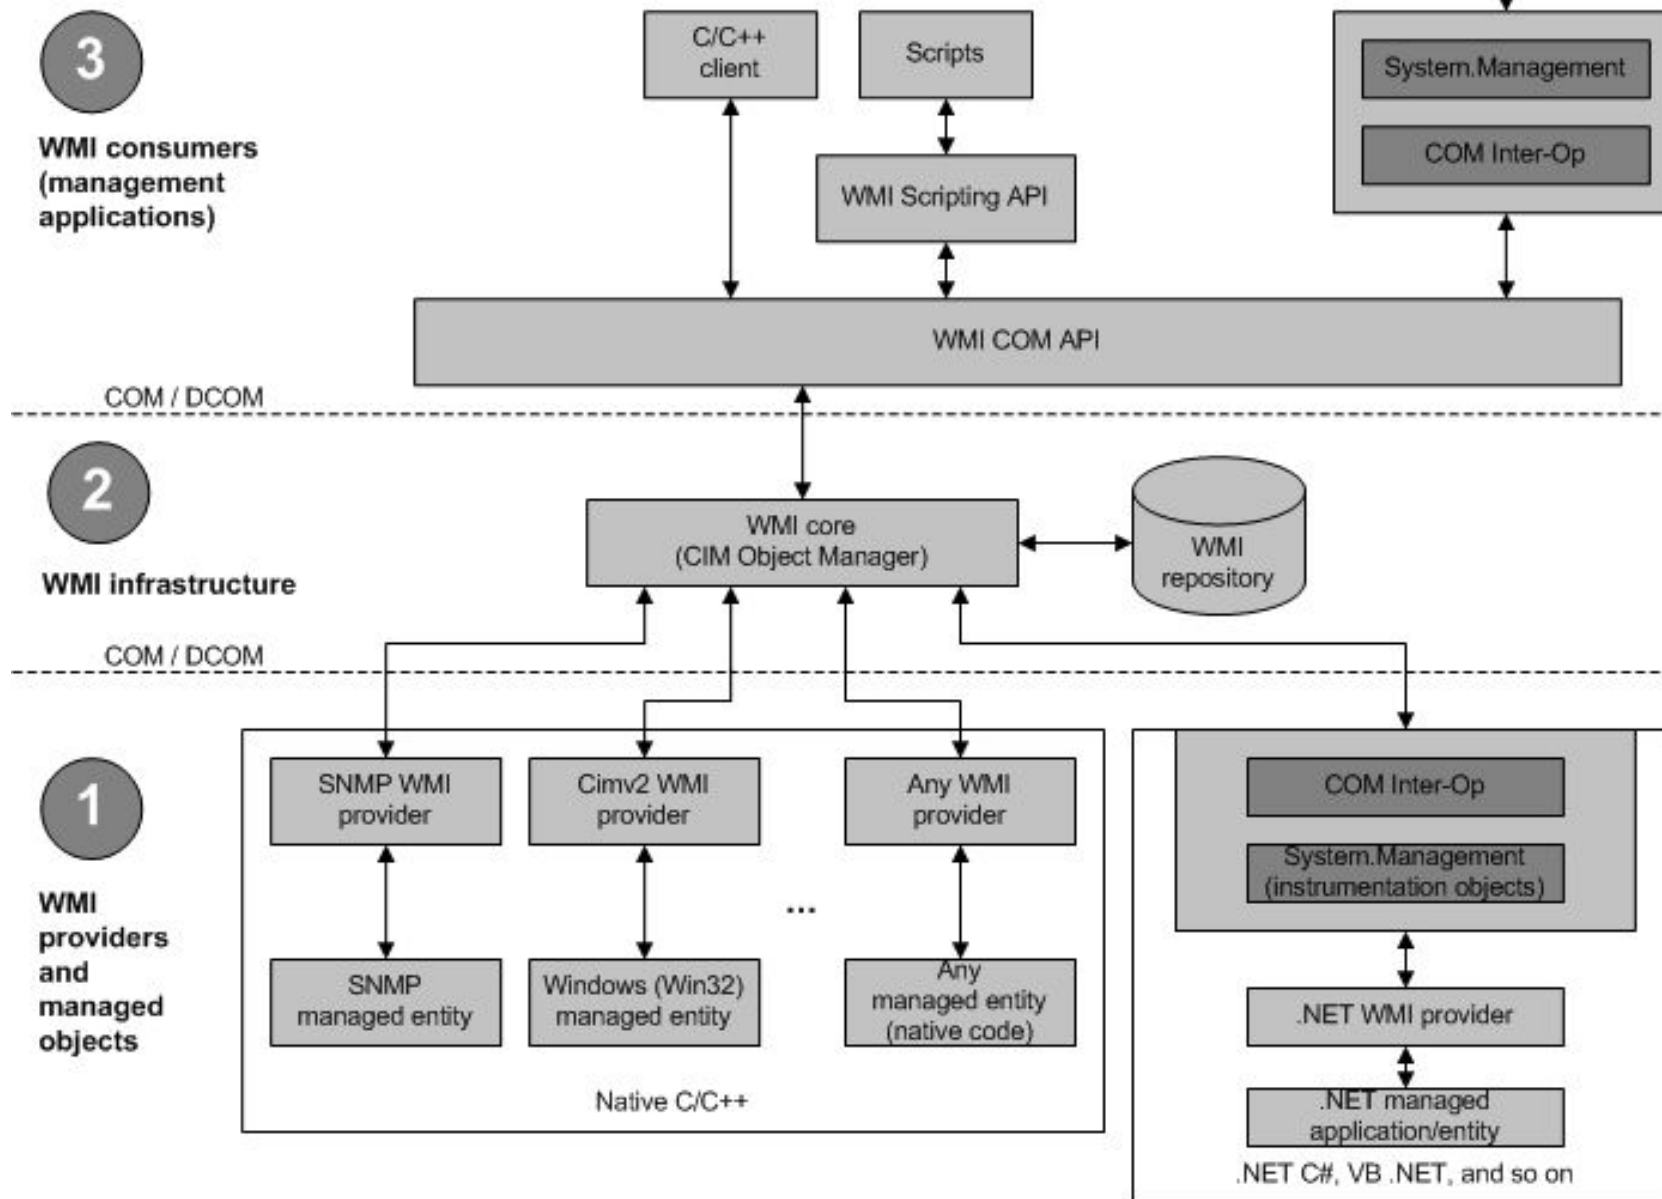 3
WMI consumers
(management
applications)
C/C++
client
Scripts
System.Management
COM Inter-Op
WMI Scripting API
WMI COM API
COM / DCOM
2
WMI infrastructure
WMI core
(CIM Object Manager)
WMI
repository
COM / DCOM
1
WMI
providers
and
managed
objects
SNMP WMI
provider
Cimv2 WMI
provider
Any WMI
provider
...
SNMP
managed entity
Windows (Win32)
managed entity
Any
managed entity
(native code)
Native C/C++
COM Inter-Op
System.Management
(instrumentation objects)
.NET WMI provider
.NET managed
application/entity
.NET C#, VB .NET, and so on